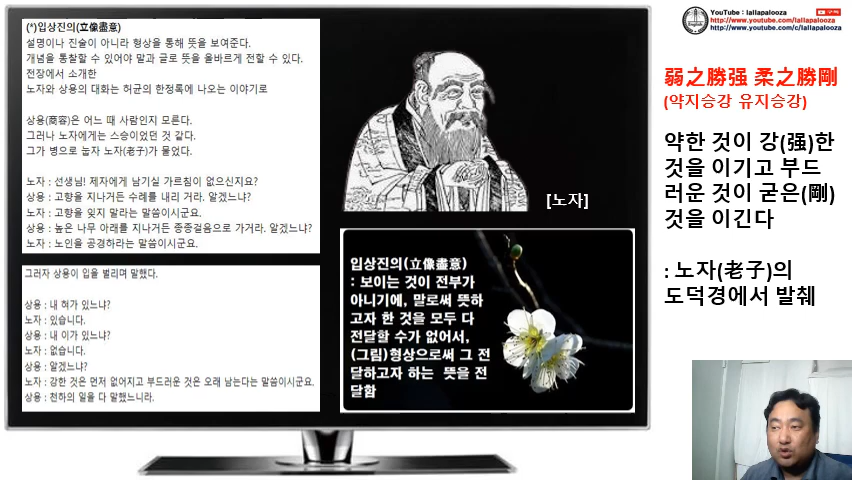 (*)입상진의(立像盡意)
설명이나 진술이 아니라 형상을 통해 뜻을 보여준다.
개념을 통찰할 수 있어야 말과 글로 뜻을 올바르게 전할 수 있다.
전장에서 소개한
노자와 상용의 대화는 허균의 한정록에 나오는 이야기로
상용(商容)은 어느 때 사람인지 모른다.
그러나 노자에게는 스승이었던 것 같다.
그가 병으로 눕자 노자(老子)가 물었다.
노자 : 선생님! 제자에게 남기실 가르침이 없으신지요?
상용 : 고향을 지나거든 수레를 내리 거라. 알겠느냐?
노자 : 고향을 잊지 말라는 말씀이시군요.
상용 : 높은 나무 아래를 지나거든 종종걸음으로 가거라. 알겠느냐?
노자 : 노인을 공경하라는 말씀이시군요.
그러자 상용이 입을 벌리며 말했다.
상용 : 내 혀가 있느냐?
노자 : 있습니다.
상용 : 내 이가 있느냐?
노자 : 없습니다.
상용 : 알겠느냐?
노자 : 강한 것은 먼저 없어지고 부드러운 것은 오래 남는다는 말씀이시군요.
상용 : 천하의 일을 다 말했느니라.
[노자]
입상진의(立像盡意)
: 보이는 것이 전부가
아니기에, 말로써 뜻하
고자 한 것을 모두 다
전달할 수가 없어서,
(그림)형상으로써 그 전
달하고자 하는 뜻을 전
달함
YouTube : lallapalooza 구독
http://www.youtube.com/lallapalooza
http://www.youtube.com/c/lallapalooza
弱之勝强 柔之勝剛
(약지승강 유지승강)
약한 것이 강(强)한
것을 이기고 부드
러운 것이 굳은(剛)
것을 이긴다
: 노자(老子)의
도덕경에서 발췌